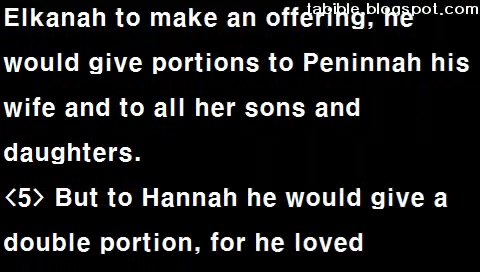 tabible.blogspot.com
Elkanah to make an offering, he
would give portions to Peninnah his
wife and to all her sons and
daughters.
<5> But to Hannah he would give a
double portion, for he loved